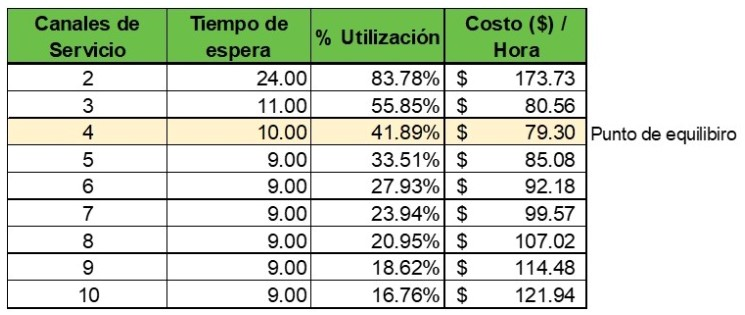 Canales de Servicio Tiempo de espera % Utilización Costo ($) / Hora
2 24.00 83.78% $ 173.73
3 11.00 55.85% $ 80.56
4 10.00 41.89% $ 79.30 Punto de equilibiro
5 9.00 33.51% $ 85.08
6 9.00 27.93% $ 92.18
7 9.00 23.94% $ 99.57
8 9.00 20.95% $ 107.02
9 9.00 18.62% $ 114.48
10 9.00 16.76% $ 121.94